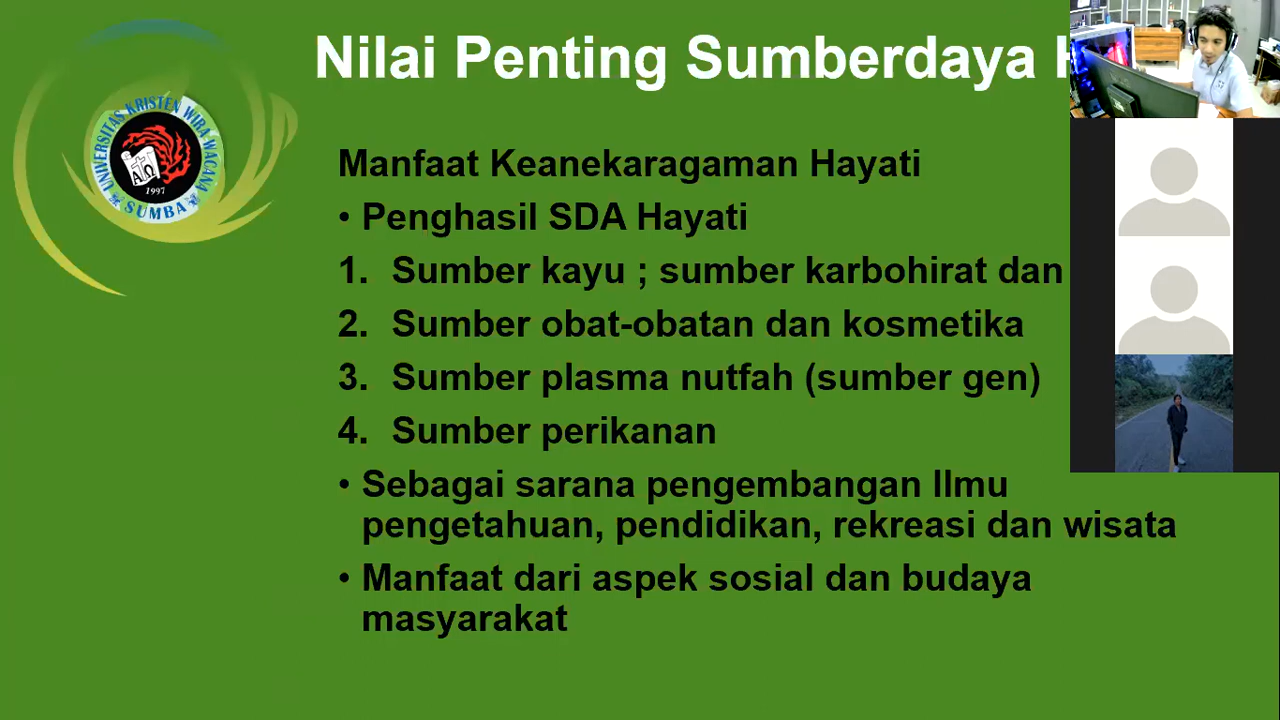 Nilai Penting Sumberdaya
UNIVERSITAS KRISTEN WIRA WACANA
ΑΩ
1997
SUMBA
Manfaat Keanekaragaman Hayati
• Penghasil SDA Hayati
1. Sumber kayu ; sumber karbohirat dan
2. Sumber obat-obatan dan kosmetika
3. Sumber plasma nutfah (sumber gen)
4. Sumber perikanan
• Sebagai sarana pengembangan Ilmu
pengetahuan, pendidikan, rekreasi dan wisata
• Manfaat dari aspek sosial dan budaya
masyarakat